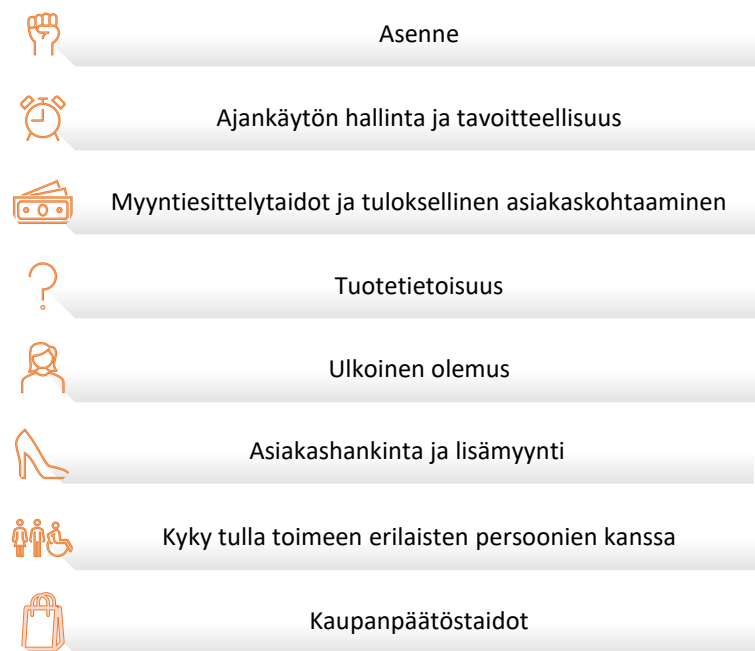 Asenne
Ajankäytön hallinta ja tavoitteellisuus
Myyntiesittelytaidot ja tuloksellinen asiakaskohtaaminen
Tuotetietoisuus
Ulkoinen olemus
Asiakashankinta ja lisämyynti
Kyky tulla toimeen erilaisten persoonien kanssa
Kaupanpäätöstaidot